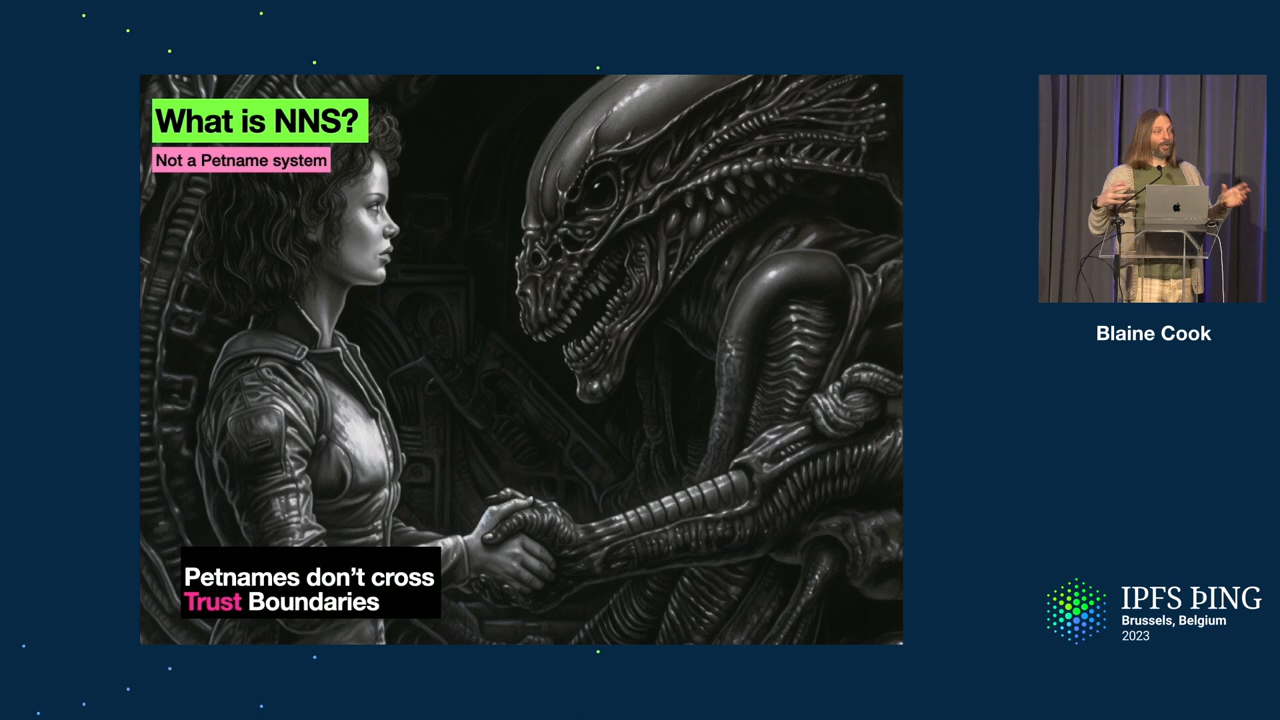 What is NNS?
Not a Petname system
Petnames don’t cross
Trust Boundaries
Blaine Cook
IPFS ÞING
Brussels, Belgium
2023